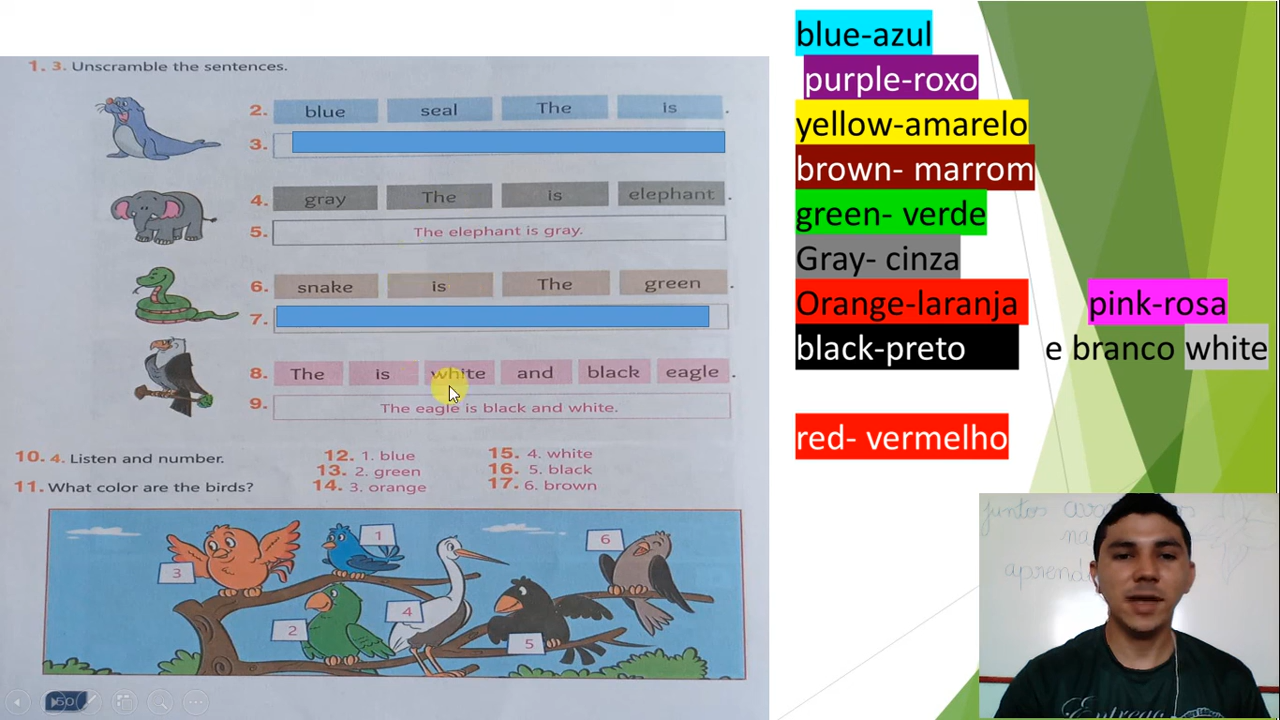 1. 3. Unscramble the sentences.
2. blue seal The is .
3.
4. gray The is elephant .
5. The elephant is gray.
6. snake is The green .
7.
8. The is white and black eagle .
9. The eagle is black and white.
10. 4. Listen and number.
11. What color are the birds?
12. 1. blue
13. 2. green
14. 3. orange
15. 4. white
16. 5. black
17. 6. brown
3
1
6
2
4
5
60
blue-azul
purple-roxo
yellow-amarelo
brown- marrom
green- verde
Gray- cinza
Orange-laranja pink-rosa
black-preto e branco white
red- vermelho
juntos
na